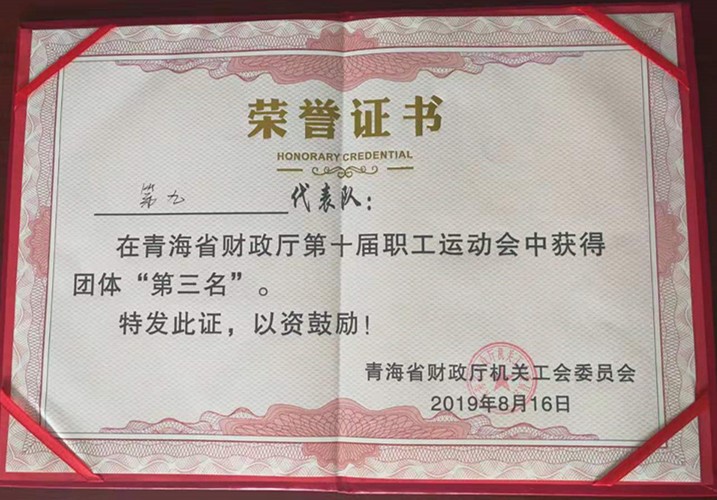 荣誉证书
HONORARY CREDENTIAL
第九代表队：
在青海省财政厅第十届职工运动会中获得
团体“第三名”。
特发此证，以资鼓励！
青海省财政厅机关工会委员会
2019年8月16日